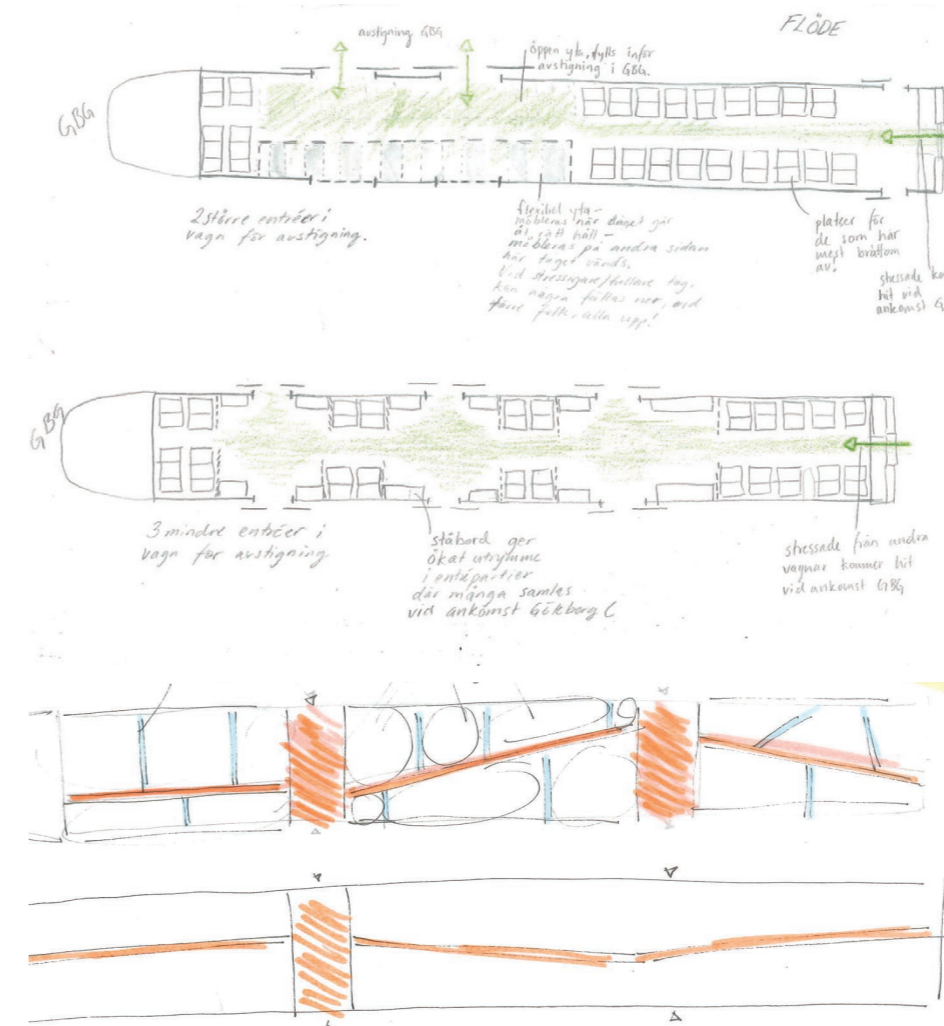 FLÖDE
avstigning GBG
öppen yta, fylls inför
avstigning i GBG.
GBG
2 större entréer i
vagn för avstigning.
flexibel yta -
möbleras när tåget går
åt rätt håll -
möbleras på andra sidan
när tåget vänds.
Vid stressigare/fullare tåg,
kan några fällas ner, vid
färre folk, alla upp!
platser för
de som har
mest bråttom
av.
stressade
hit vid
ankomst G
GBG
3 mindre entréer i
vagn för avstigning
ståbord ger
ökat utrymme
i entrépartier
där många samlas
vid ankomst Göteborg C
stressade från andra
vagnar kommer hit
vid ankomst GBG